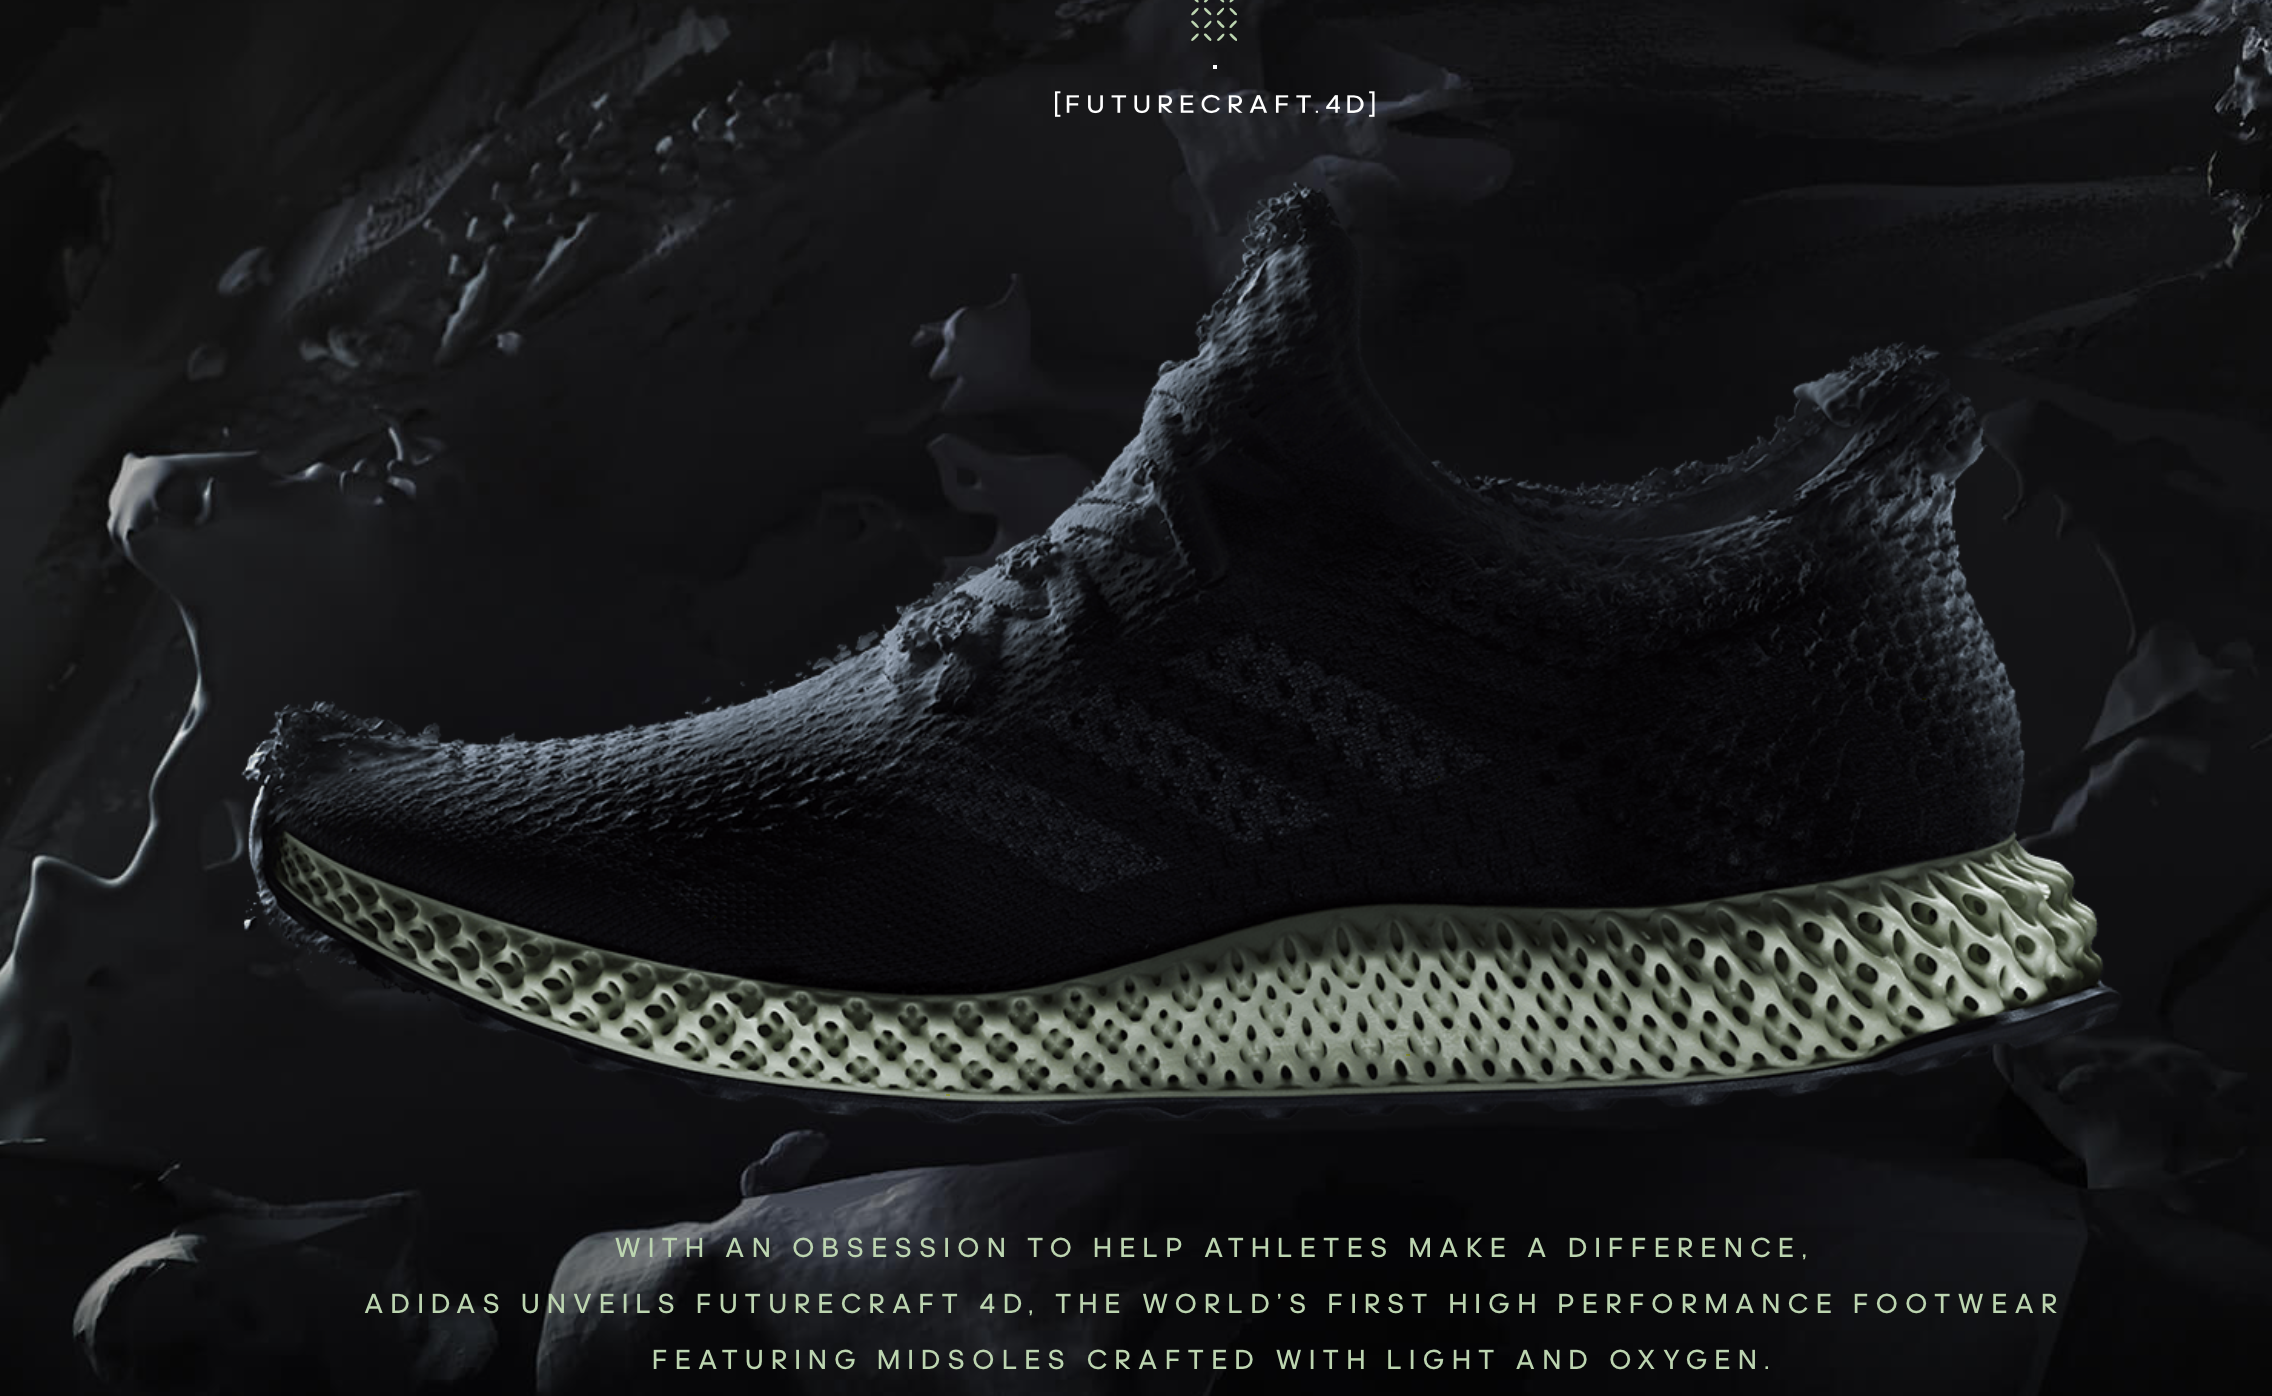 [FUTURECRAFT.4D]
WITH AN OBSESSION TO HELP ATHLETES MAKE A DIFFERENCE,
ADIDAS UNVEILS FUTURECRAFT 4D, THE WORLD'S FIRST HIGH PERFORMANCE FOOTWEAR
FEATURING MIDSOLES CRAFTED WITH LIGHT AND OXYGEN.